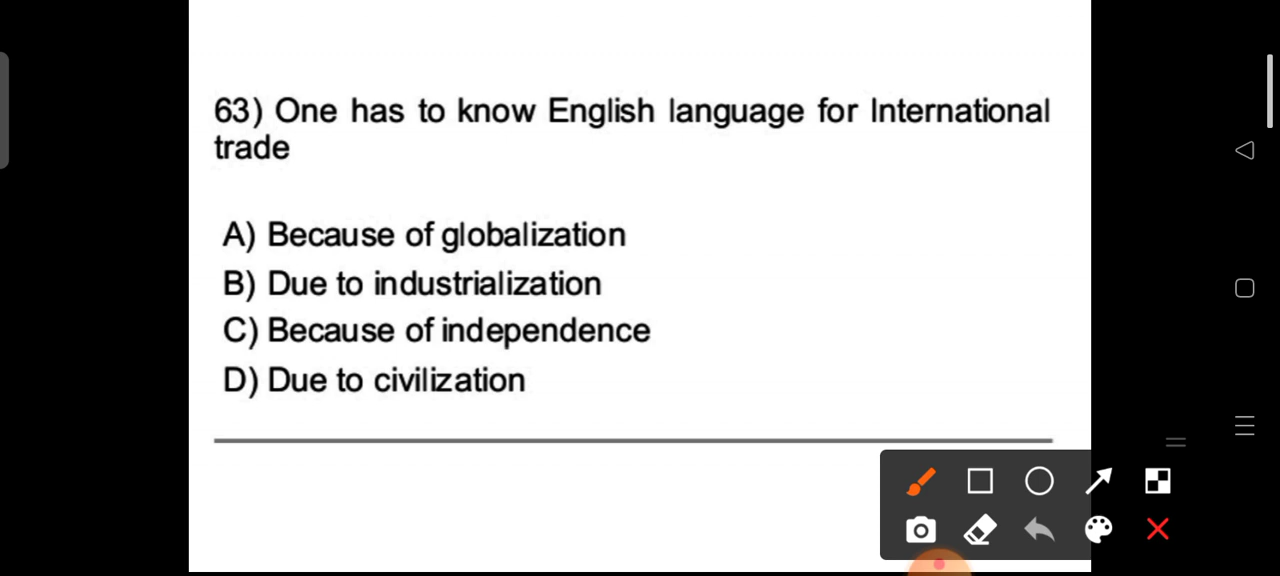 63) One has to know English language for International
trade
A) Because of globalization
B) Due to industrialization
C) Because of independence
D) Due to civilization